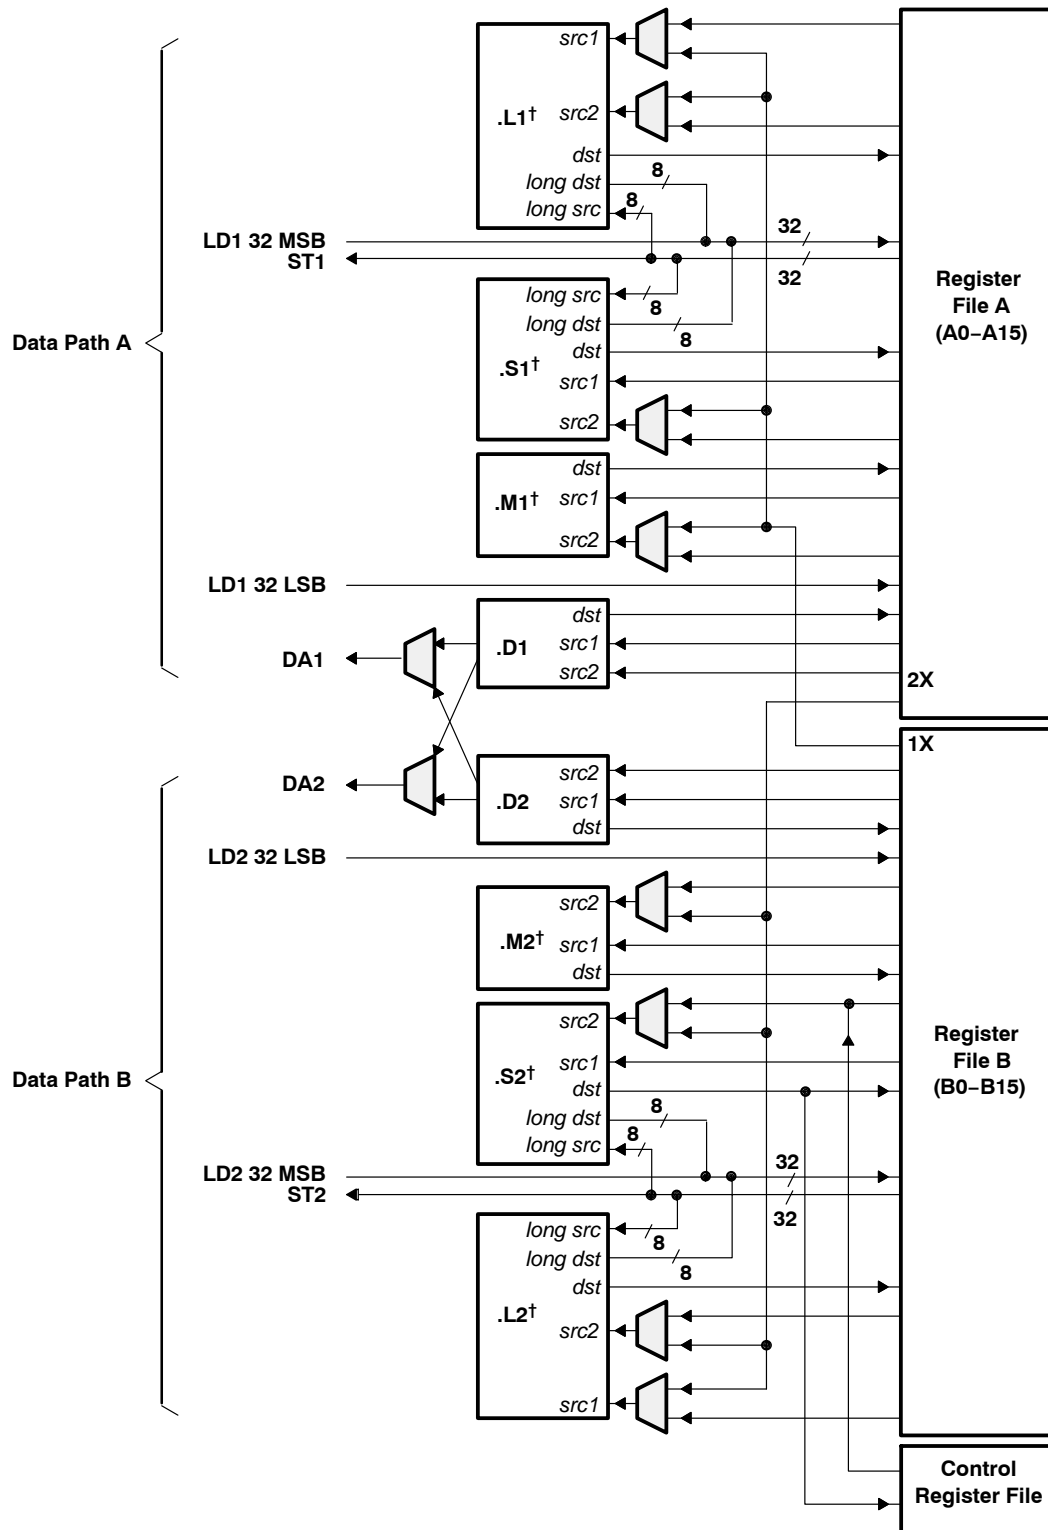 src1
.L1† src2
dst
8
long dst
8
long src
LD1 32 MSB 32
ST1
32
Register
File A
(A0−A15)
long src
8
long dst
8
Data Path A
dst
.S1†
src1
src2
dst
.M1† src1
src2
LD1 32 LSB
dst
.D1 src1
DA1
src2
2X
1X
DA2
src2
.D2 src1
dst
LD2 32 LSB
src2
.M2† src1
dst
src2
Register
File B
(B0−B15)
src1
Data Path B
.S2†
dst
8
long dst
8
long src
LD2 32 MSB 32
ST2
32
long src
8
long dst
8
dst
.L2†
src2
src1
Control
Register File